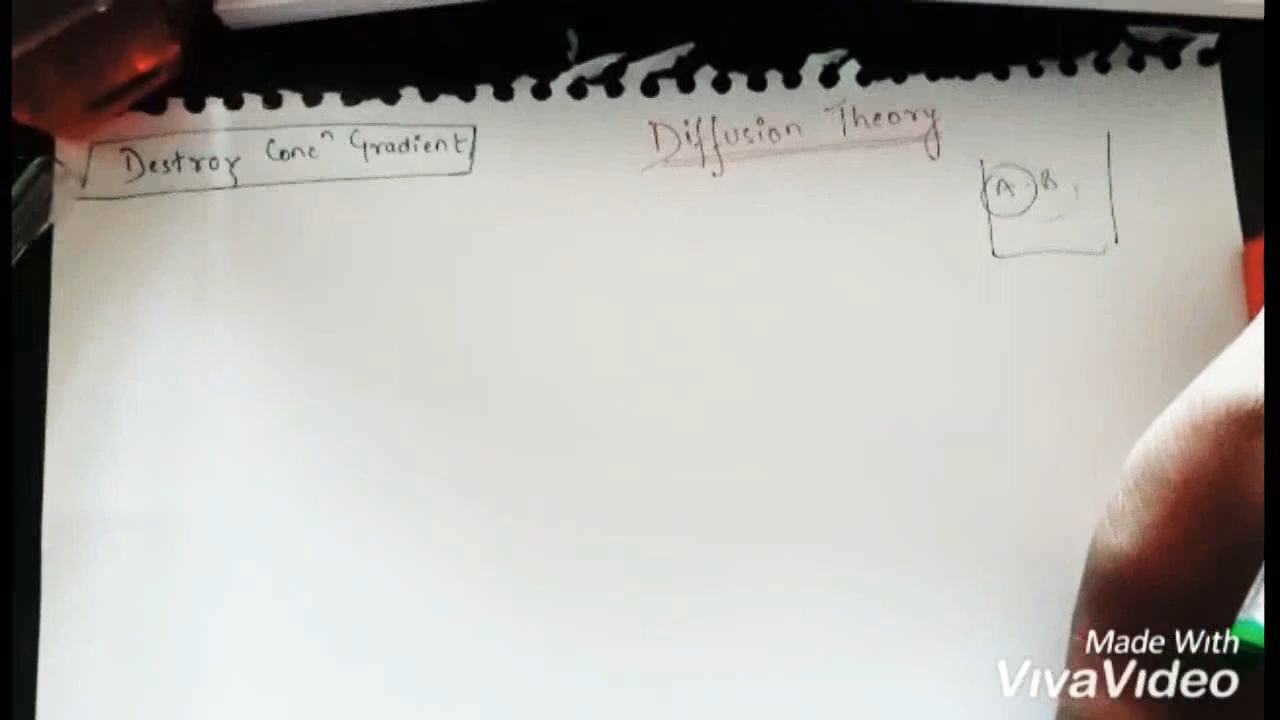 Diffusion Theory
Destroy Concⁿ Gradient
A B
Made With
VivaVideo